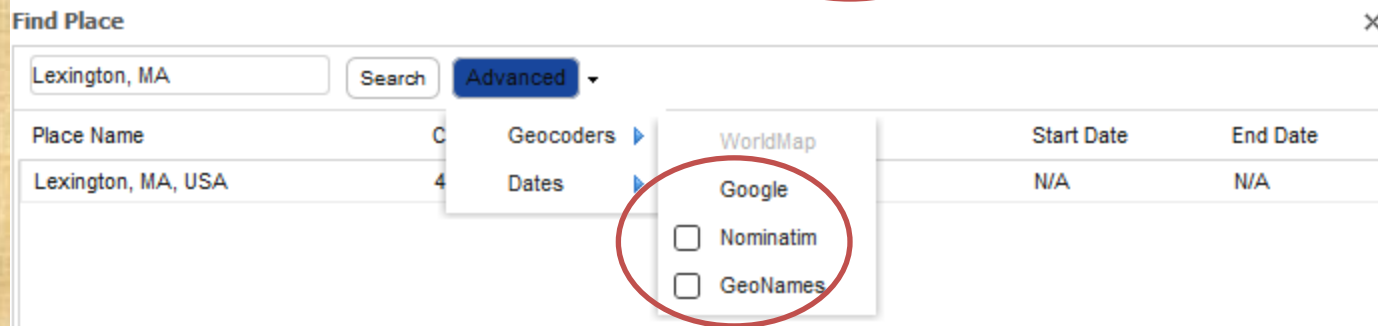 Find Place
Lexington, MA Search Advanced
Place Name C Geocoders WorldMap Start Date End Date
Lexington, MA, USA 4 Dates Google N/A N/A
Nominatim
GeoNames